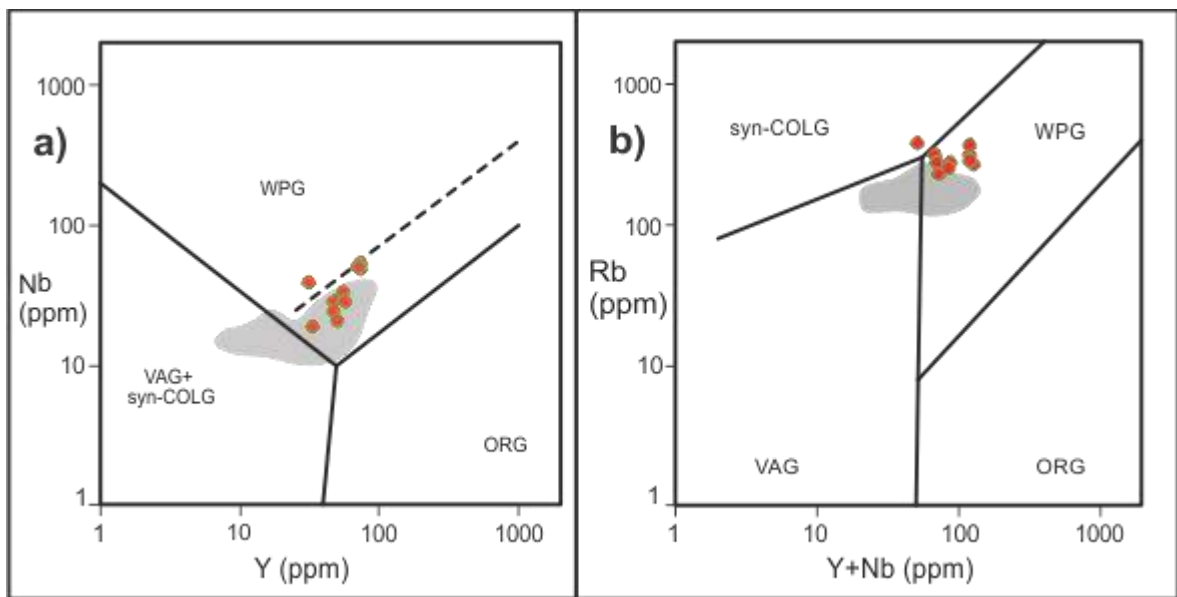 a)
1000
100
10
1
Nb
(ppm)
WPG
VAG+
syn-COLG
ORG
1
10
100
1000
Y (ppm)
b)
1000
100
10
1
Rb
(ppm)
syn-COLG
WPG
VAG
ORG
1
10
100
1000
Y+Nb (ppm)